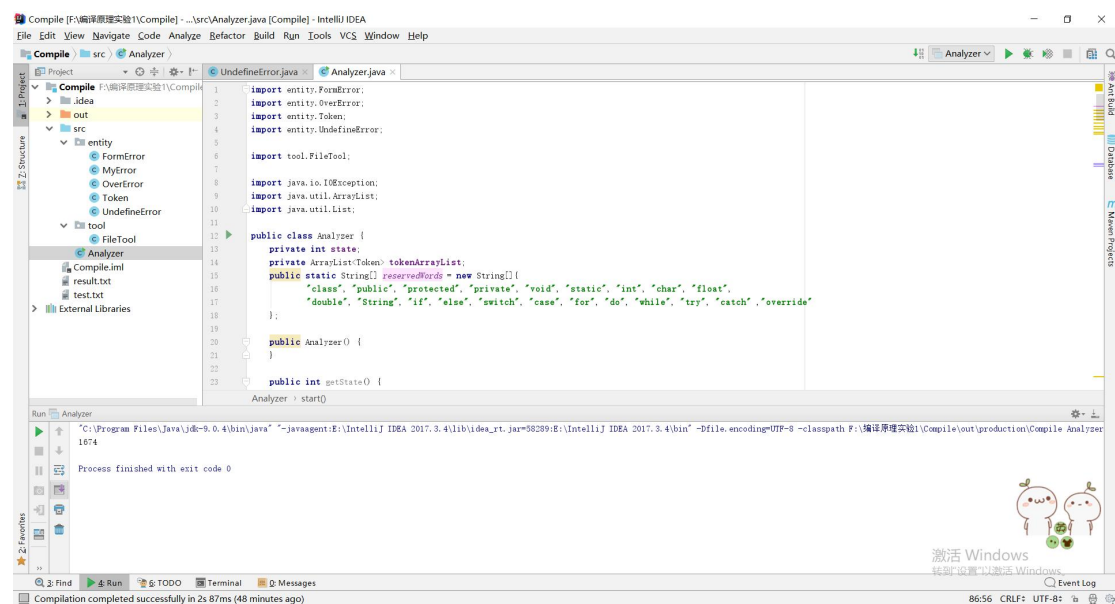 Compile [F:\编译原理实验1\Compile] - ...\src\Analyzer.java [Compile] - IntelliJ IDEA
File Edit View Navigate Code Analyze Refactor Build Run Tools VCS Window Help
Compile src Analyzer Analyzer
Project UndefineError.java Analyzer.java
1: Project
Z: Structure
2: Favorites
Compile F:\编译原理实验1\Compile
.idea
out
src
entity
FormError
MyError
OverError
Token
UndefineError
tool
FileTool
Analyzer
Compile.iml
result.txt
test.txt
External Libraries
1 import entity.FormError;
2 import entity.OverError;
3 import entity.Token;
4 import entity.UndefineError;
5
6 import tool.FileTool;
7
8 import java.io.IOException;
9 import java.util.ArrayList;
10 import java.util.List;
11
12 public class Analyzer {
13 private int state;
14 private ArrayList<Token> tokenArrayList;
15 public static String[] reservedWords = new String[]{
16 "class", "public", "protected", "private", "void", "static", "int", "char", "float",
17 "double", "String", "if", "else", "switch", "case", "for", "do", "while", "try", "catch" ,"override"
18 };
19
20 public Analyzer() {
21 }
22
23 public int getState() {
Analyzer › start()
Ant Build
Database
Maven Projects
Run Analyzer
"C:\Program Files\Java\jdk-9.0.4\bin\java" "-javaagent:E:\IntelliJ IDEA 2017.3.4\lib\idea_rt.jar=58289:E:\IntelliJ IDEA 2017.3.4\bin" -Dfile.encoding=UTF-8 -classpath F:\编译原理实验1\Compile\out\production\Compile Analyzer
1674
Process finished with exit code 0
激活 Windows
转到"设置"以激活 Windows。
3: Find 4: Run 6: TODO Terminal 0: Messages Event Log
Compilation completed successfully in 2s 87ms (48 minutes ago) 86:56 CRLF UTF-8